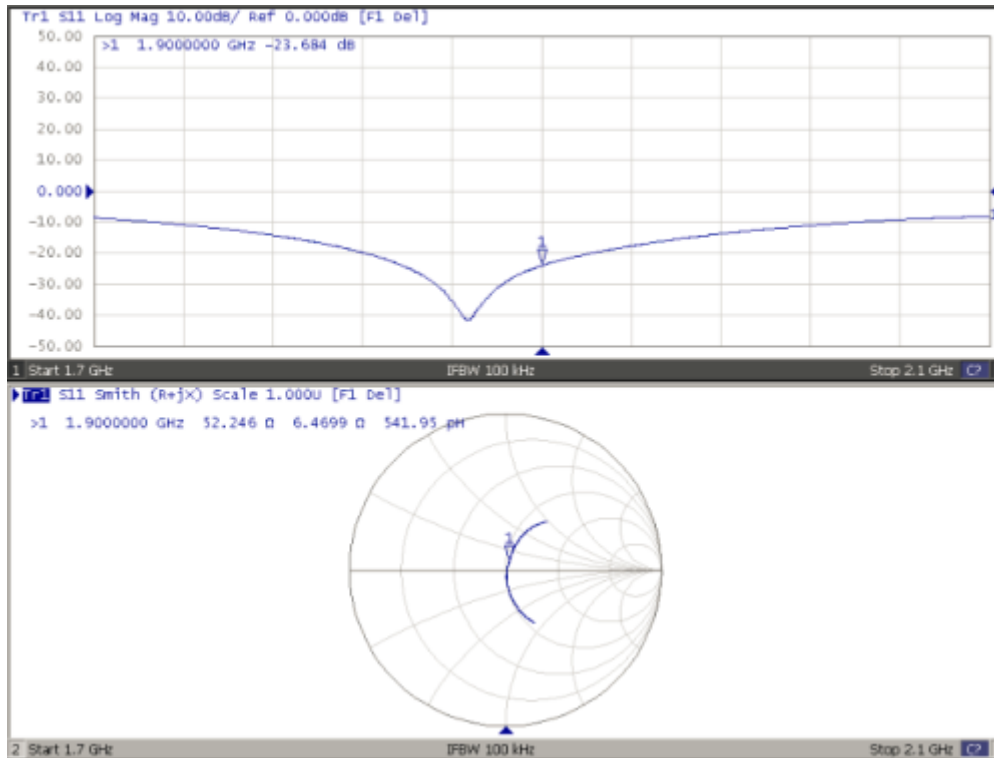 Tr1 S11 Log Mag 10.00dB/ Ref 0.000dB [F1 Del]
50.00
>1 1.9000000 GHz -23.684 dB
40.00
30.00
20.00
10.00
0.000
-10.00
1
-20.00
-30.00
-40.00
-50.00
1 Start 1.7 GHz IFBW 100 kHz Stop 2.1 GHz C?
Tr1 S11 Smith (R+jX) Scale 1.000U [F1 Del]
>1 1.9000000 GHz 52.246 Ω 6.4699 Ω 541.95 pH
1
2 Start 1.7 GHz IFBW 100 kHz Stop 2.1 GHz C?